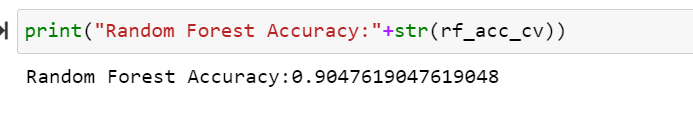 print("Random Forest Accuracy:"+str(rf_acc_cv))
Random Forest Accuracy:0.9047619047619048